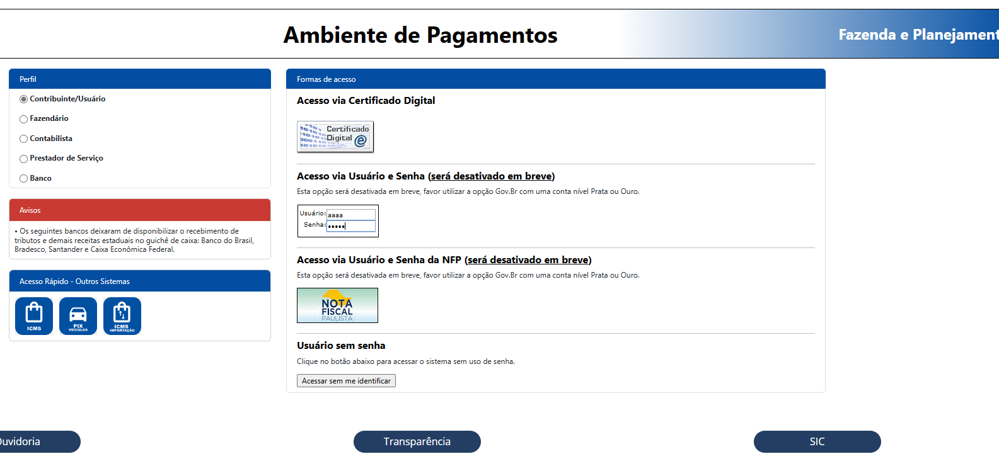 Ambiente de Pagamentos
Fazenda e Planejament
Perfil
Contribuinte/Usuário
Fazendário
Contabilista
Prestador de Serviço
Banco
Avisos
• Os seguintes bancos deixaram de disponibilizar o recebimento de
tributos e demais receitas estaduais no guichê de caixa: Banco do Brasil,
Bradesco, Santander e Caixa Econômica Federal.
Acesso Rápido - Outros Sistemas
ICMS
PIX
VEÍCULOS
ICMS
IMPORTAÇÃO
Formas de acesso
Acesso via Certificado Digital
Certificado
Digital
Acesso via Usuário e Senha (será desativado em breve)
Esta opção será desativada em breve, favor utilizar a opção Gov.Br com uma conta nível Prata ou Ouro.
Usuário: aaaa
Senha: •••••
Acesso via Usuário e Senha da NFP (será desativado em breve)
Esta opção será desativada em breve, favor utilizar a opção Gov.Br com uma conta nível Prata ou Ouro.
NOTA
FISCAL
PAULISTA
Usuário sem senha
Clique no botão abaixo para acessar o sistema sem uso de senha.
Acessar sem me identificar
Ouvidoria
Transparência
SIC